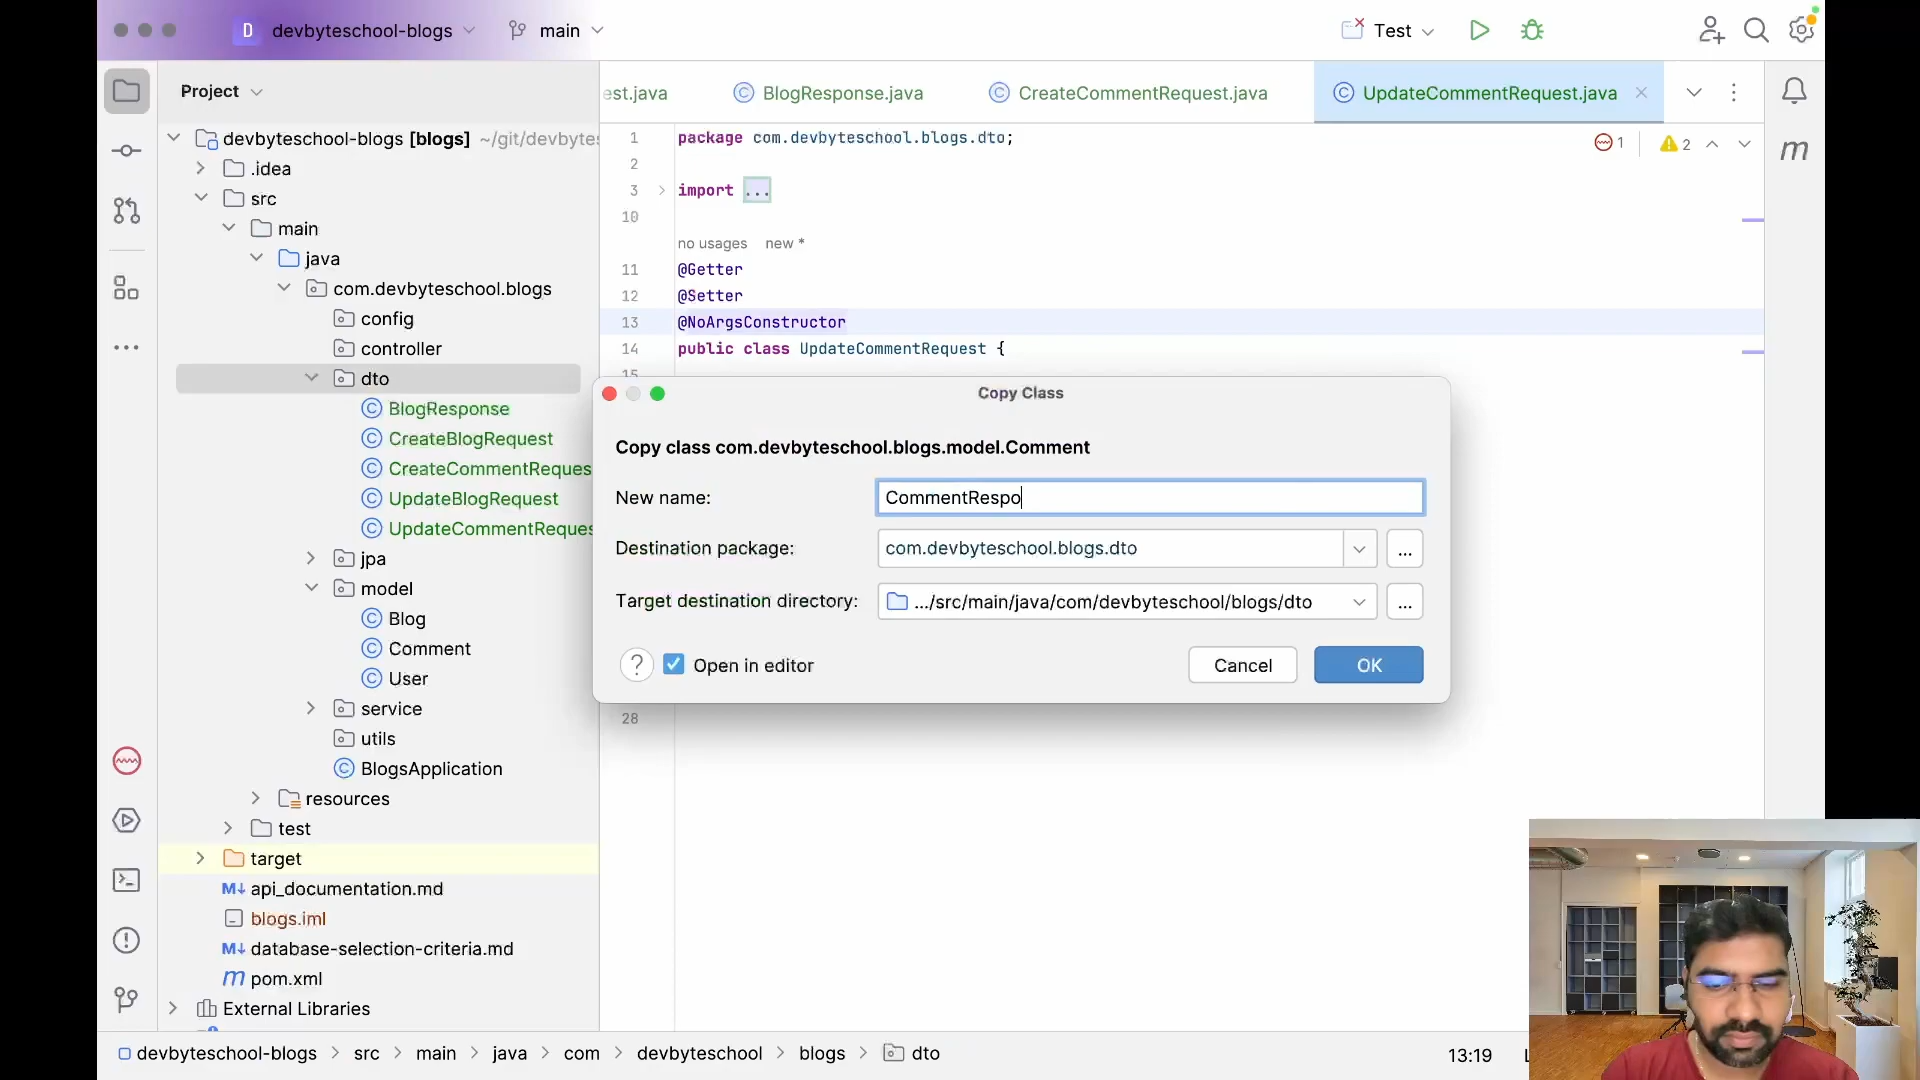 D devbyteschool-blogs main Test
Project
est.java BlogResponse.java CreateCommentRequest.java UpdateCommentRequest.java
devbyteschool-blogs [blogs] ~/git/devbytes
.idea
src
main
java
com.devbyteschool.blogs
config
controller
dto
BlogResponse
CreateBlogRequest
CreateCommentReques
UpdateBlogRequest
UpdateCommentReques
jpa
model
Blog
Comment
User
service
utils
BlogsApplication
resources
test
target
M↓ api_documentation.md
blogs.iml
M↓ database-selection-criteria.md
m pom.xml
External Libraries
1 package com.devbyteschool.blogs.dto;
2
3 import ...
10
no usages new *
11 @Getter
12 @Setter
13 @NoArgsConstructor
14 public class UpdateCommentRequest {
15
28
1 2
m
Copy Class
Copy class com.devbyteschool.blogs.model.Comment
New name: CommentRespo
Destination package: com.devbyteschool.blogs.dto ...
Target destination directory: .../src/main/java/com/devbyteschool/blogs/dto ...
? Open in editor Cancel OK
devbyteschool-blogs > src > main > java > com > devbyteschool > blogs > dto 13:19